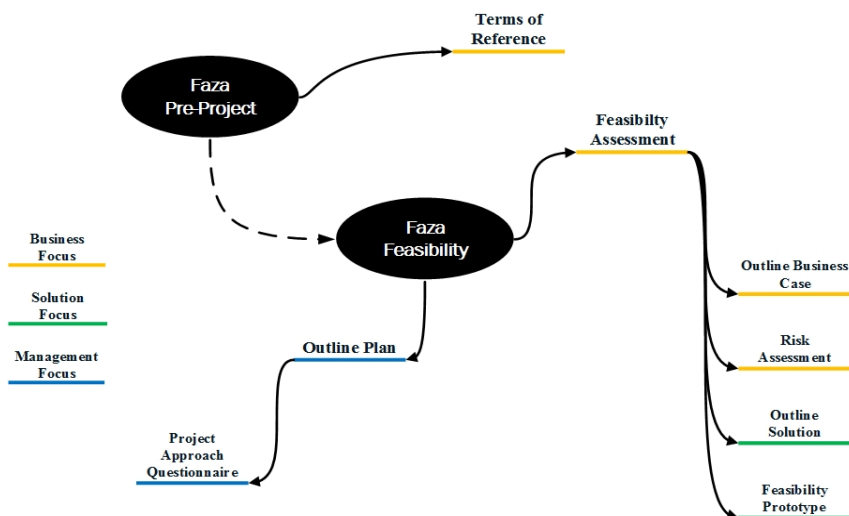 Terms of
Reference
Faza
Pre-Project
Feasibilty
Assessment
Faza
Feasibility
Business
Focus
Solution
Focus
Management
Focus
Outline Plan
Project
Approach
Questionnaire
Outline Business
Case
Risk
Assessment
Outline
Solution
Feasibility
Prototype